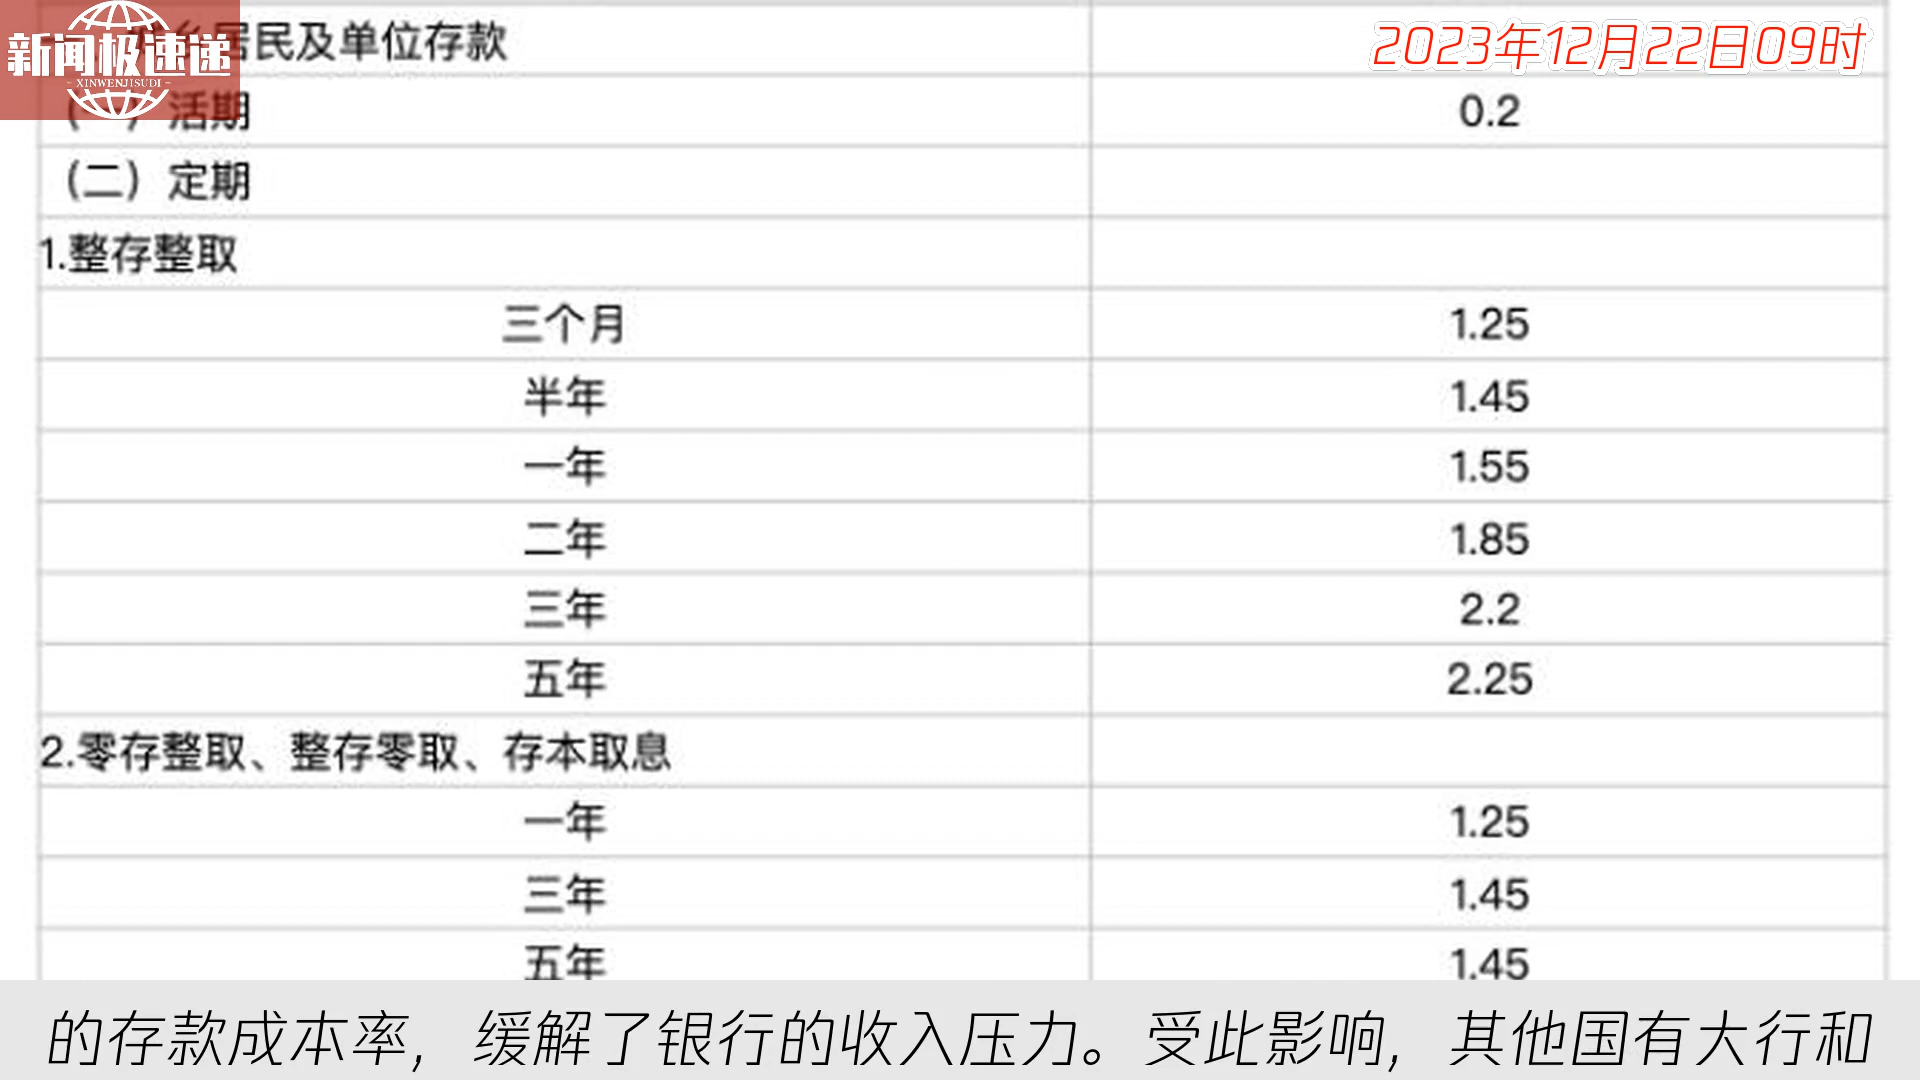 居民及单位存款
新闻极速递
XINWENJISUDI
2023年12月22日09时
（一）活期 0.2
（二）定期
1.整存整取
三个月 1.25
半年 1.45
一年 1.55
二年 1.85
三年 2.2
五年 2.25
2.零存整取、整存零取、存本取息
一年 1.25
三年 1.45
五年 1.45
的存款成本率，缓解了银行的收入压力。受此影响，其他国有大行和